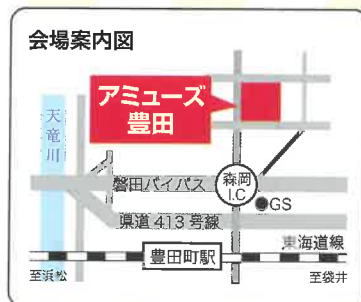 会場案内図
アミューズ
豊田
天竜川
磐田バイパス
森岡
I.C
GS
県道413号線
東海道線
豊田町駅
至浜松
至袋井